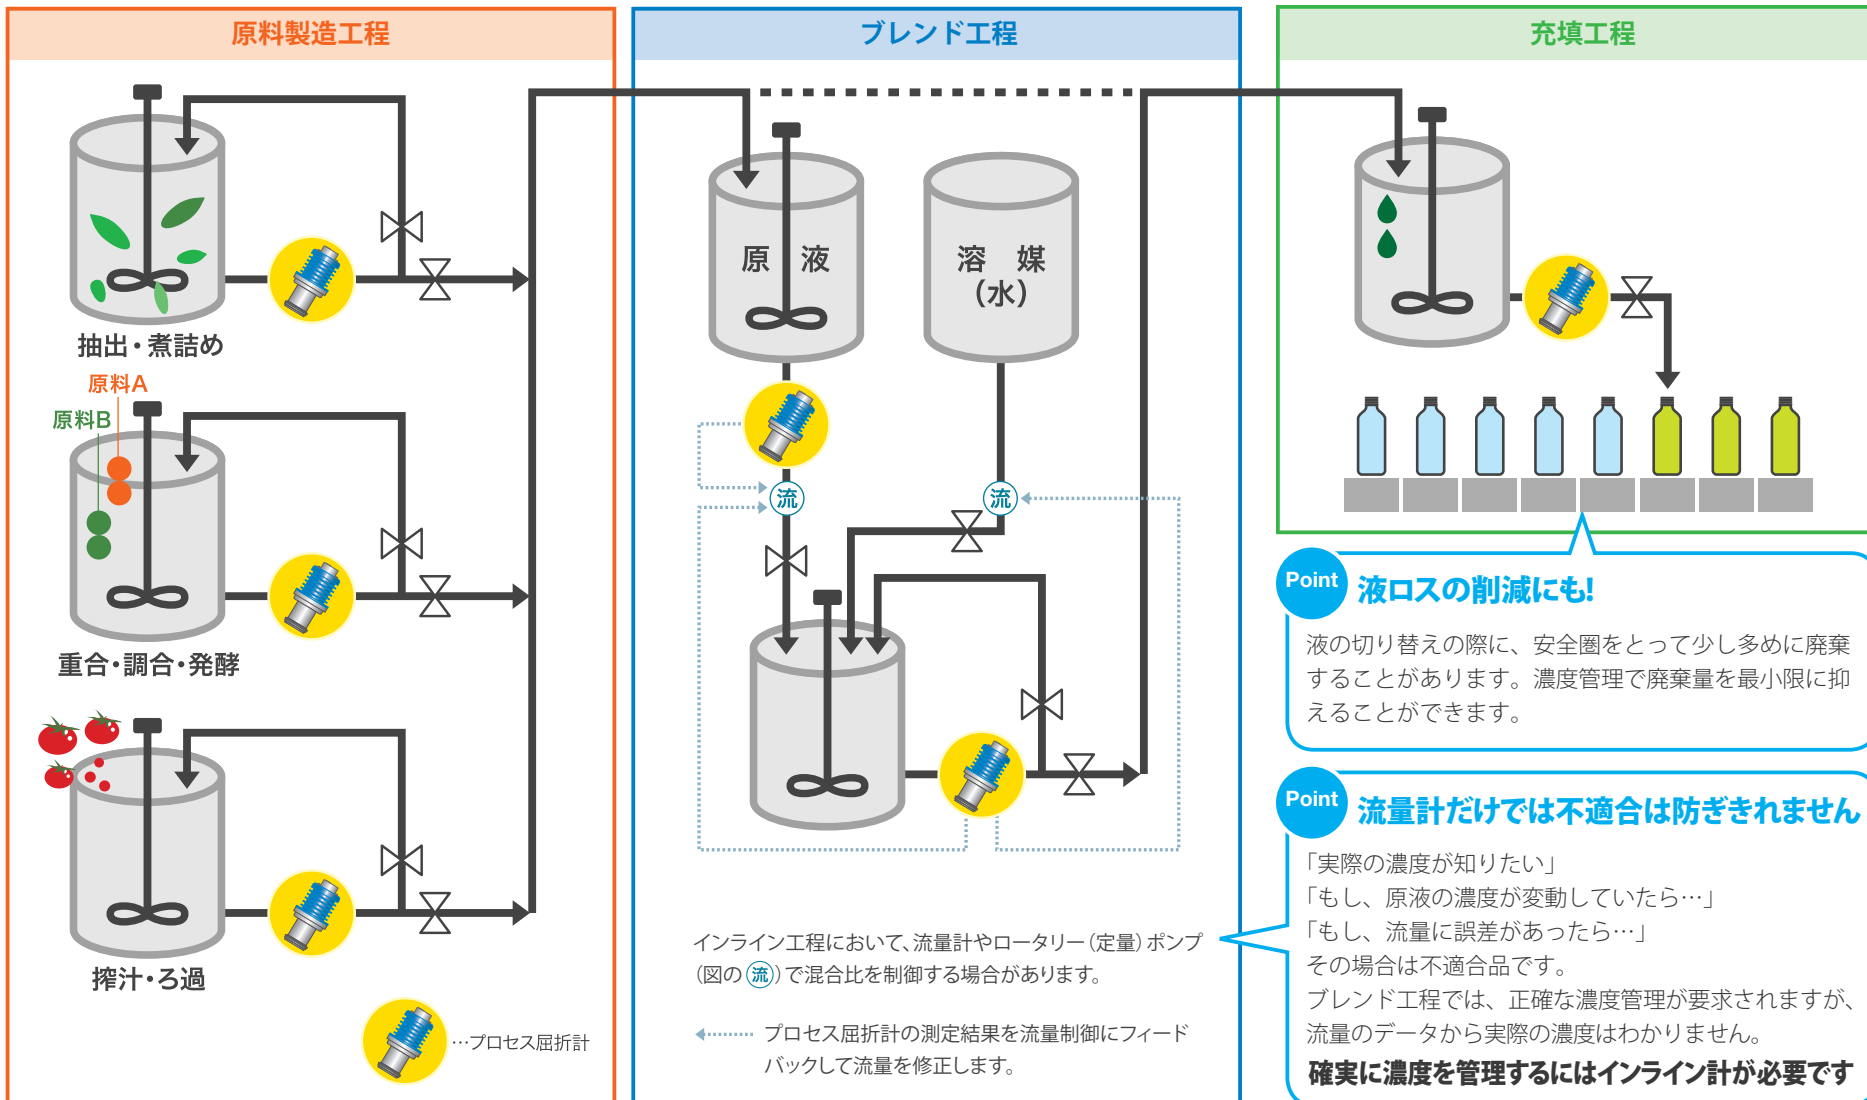 原料製造工程
抽出・煮詰め
原料A
原料B
重合・調合・発酵
搾汁・ろ過
…プロセス屈折計
ブレンド工程
原 液
溶 媒
（水）
流
流
インライン工程において、流量計やロータリー（定量）ポンプ
（図の流）で混合比を制御する場合があります。
プロセス屈折計の測定結果を流量制御にフィード
バックして流量を修正します。
充填工程
Point
液ロスの削減にも!
液の切り替えの際に、安全圏をとって少し多めに廃棄
することがあります。濃度管理で廃棄量を最小限に抑
えることができます。
Point
流量計だけでは不適合は防ぎきれません
「実際の濃度が知りたい」
「もし、原液の濃度が変動していたら…」
「もし、流量に誤差があったら…」
その場合は不適合品です。
ブレンド工程では、正確な濃度管理が要求されますが、
流量のデータから実際の濃度はわかりません。
確実に濃度を管理するにはインライン計が必要です